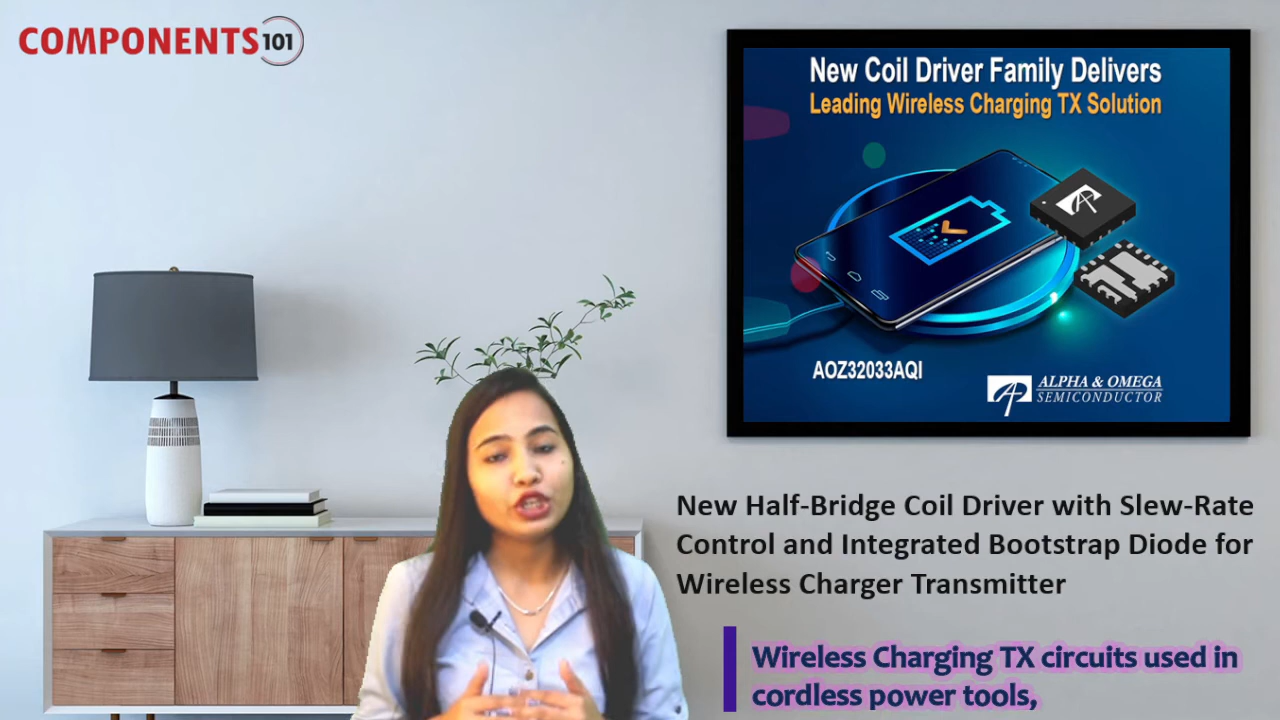 COMPONENTS101
New Coil Driver Family Delivers
Leading Wireless Charging TX Solution
AOZ32033AQI
ALPHA & OMEGA
SEMICONDUCTOR
New Half-Bridge Coil Driver with Slew-Rate
Control and Integrated Bootstrap Diode for
Wireless Charger Transmitter
Wireless Charging TX circuits used in
cordless power tools,